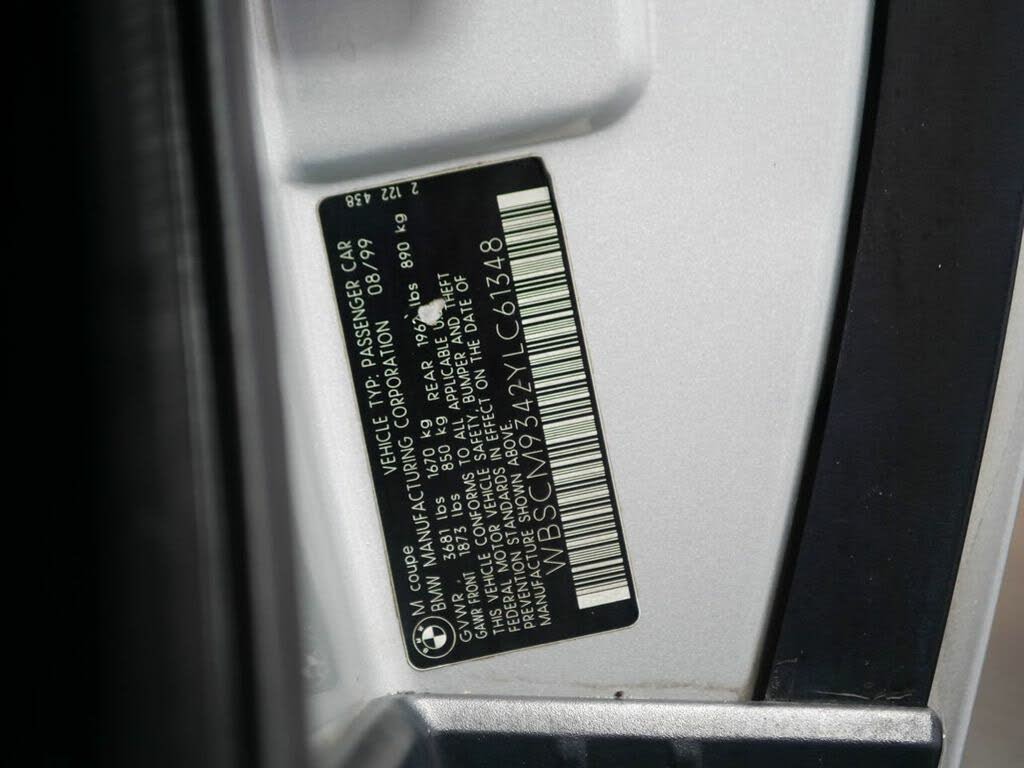 2 122 438
M coupe VEHICLE TYP: PASSENGER CAR
BMW MANUFACTURING CORPORATION 08/99
GVWR, 3681 lbs 1670 kg REAR 1962 lbs 890 kg
GAWR FRONT 1873 lbs 850 kg
THIS VEHICLE CONFORMS TO ALL APPLICABLE THEFT
FEDERAL MOTOR VEHICLE SAFETY, BUMPER AND
PREVENTION STANDARDS IN EFFECT ON THE DATE OF
MANUFACTURE SHOWN ABOVE.
WBSCM9342YLC61348
BMW